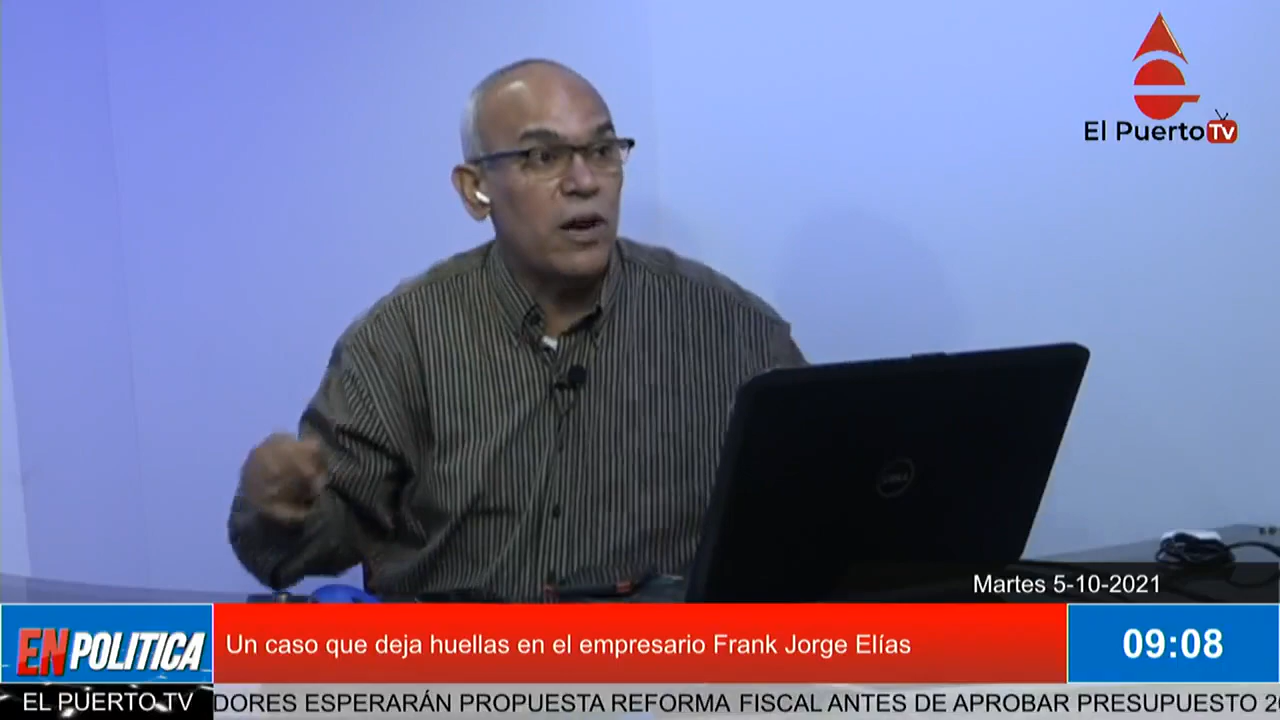 El Puerto Tv
DELL
Martes 5-10-2021
EN POLITICA
Un caso que deja huellas en el empresario Frank Jorge Elías
09:08
EL PUERTO TV
DORES ESPERARÁN PROPUESTA REFORMA FISCAL ANTES DE APROBAR PRESUPUESTO 2